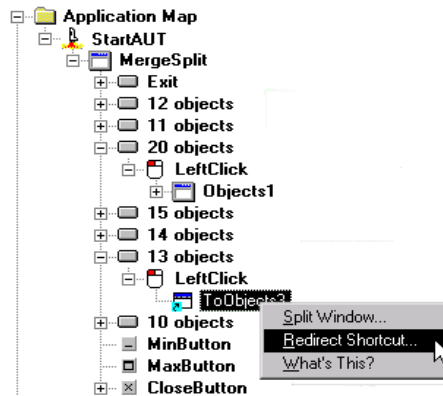 Application Map
StartAUT
MergeSplit
Exit
12 objects
11 objects
20 objects
LeftClick
Objects1
15 objects
14 objects
13 objects
LeftClick
ToObjects3
Split Window...
10 objects
Redirect Shortcut...
MinButton
What's This?
MaxButton
CloseButton